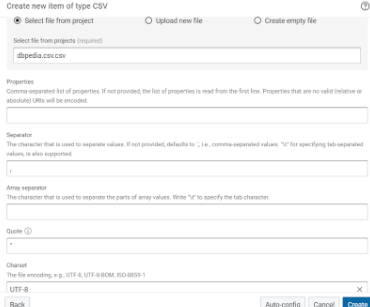 Create new item of type CSV
Select file from project
Upload new file
Create empty file
Select file from projects (required)
dbpedia.csv.csv
Properties
Comma-separated list of properties. If not provided, the list of properties is read from the first line. Properties that are no valid (relative or
absolute) URIs will be encoded.
Separator
The character that is used to separate values. If not provided, defaults to ',', i.e., comma-separated values. "\t" for specifying tab-separated
values, is also supported.
,
Array separator
The character that is used to separate the parts of array values. Write "\t" to specify the tab character.
Quote
"
Charset
The file encoding, e.g., UTF-8, UTF-8-BOM, ISO-8859-1
UTF-8
Back
Auto-config
Cancel
Create